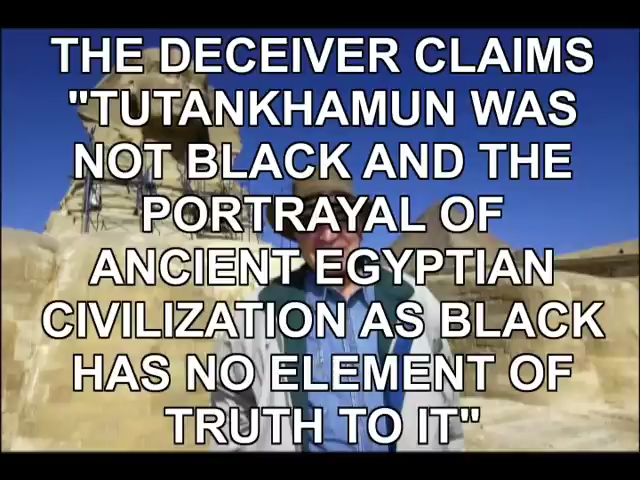 THE DECEIVER CLAIMS
"TUTANKHAMUN WAS
NOT BLACK AND THE
PORTRAYAL OF
ANCIENT EGYPTIAN
CIVILIZATION AS BLACK
HAS NO ELEMENT OF
TRUTH TO IT"